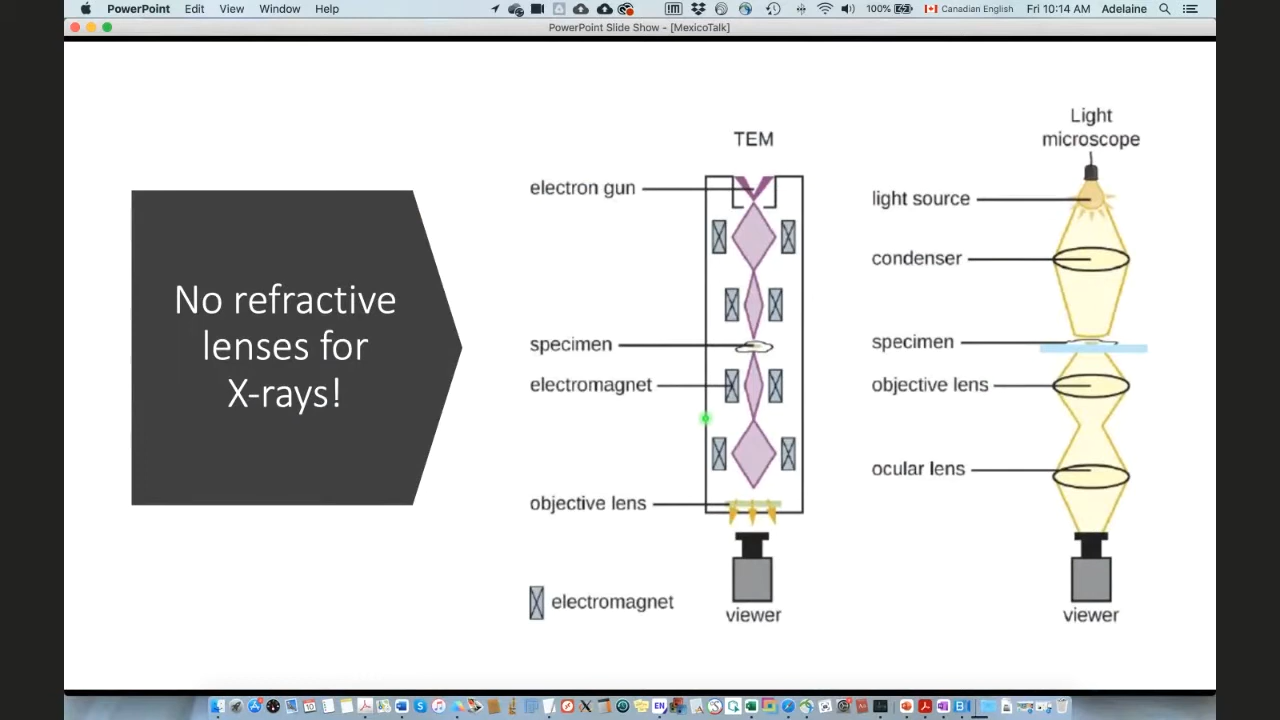 PowerPoint Edit View Window Help 100% Canadian English Fri 10:14 AM Adelaine
PowerPoint Slide Show - [MexicoTalk]
No refractive
lenses for
X-rays!
TEM
electron gun
specimen
electromagnet
objective lens
electromagnet
viewer
Light
microscope
light source
condenser
specimen
objective lens
ocular lens
viewer